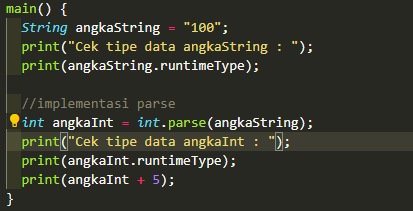 main() {
  String angkaString = "100";
  print("Cek tipe data angkaString : ");
  print(angkaString.runtimeType);

  //implementasi parse
  int angkaInt = int.parse(angkaString);
  print("Cek tipe data angkaInt : ");
  print(angkaInt.runtimeType);
  print(angkaInt + 5);
}